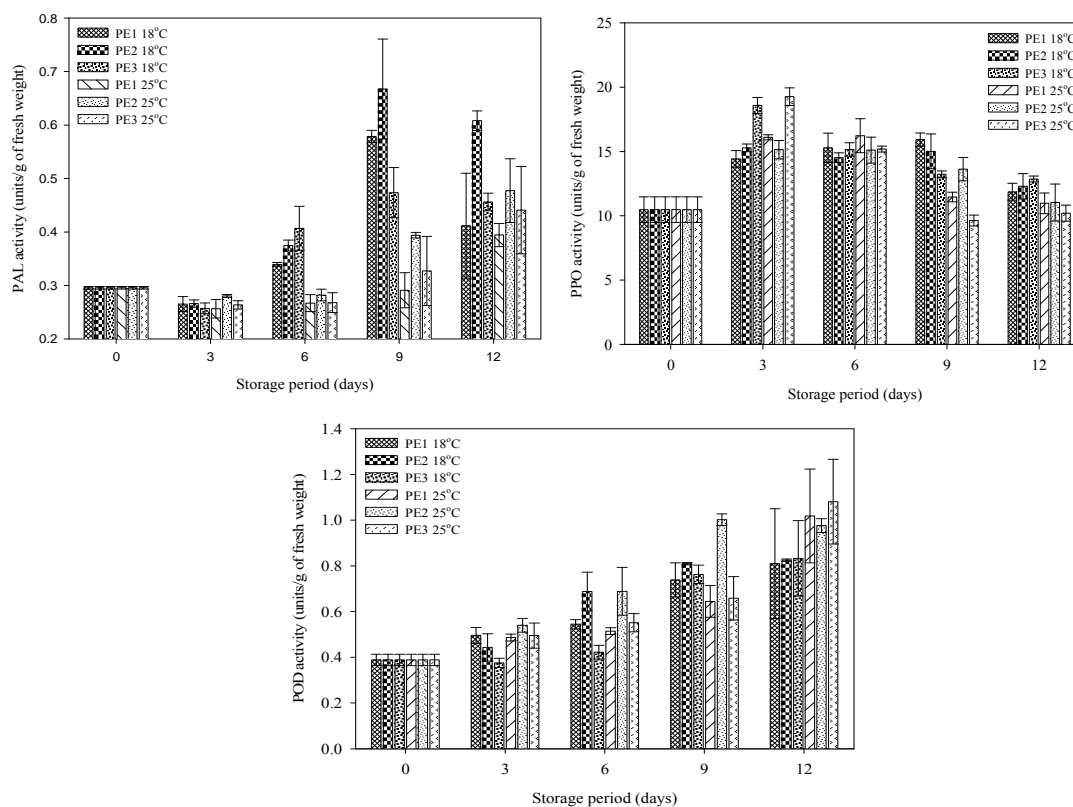 0.8
0.7
0.6
0.5
0.4
0.3
0.2
PAL activity (units/g of fresh weight)
PE1 18°C
PE2 18°C
PE3 18°C
PE1 25°C
PE2 25°C
PE3 25°C
0 3 6 9 12
Storage period (days)
25
20
15
10
5
0
PPO activity (units/g of fresh weight)
PE1 18°C
PE2 18°C
PE3 18°C
PE1 25°C
PE2 25°C
PE3 25°C
0 3 6 9 12
Storage period (days)
1.4
1.2
1.0
0.8
0.6
0.4
0.2
0.0
POD activity (units/g of fresh weight)
PE1 18°C
PE2 18°C
PE3 18°C
PE1 25°C
PE2 25°C
PE3 25°C
0 3 6 9 12
Storage period (days)